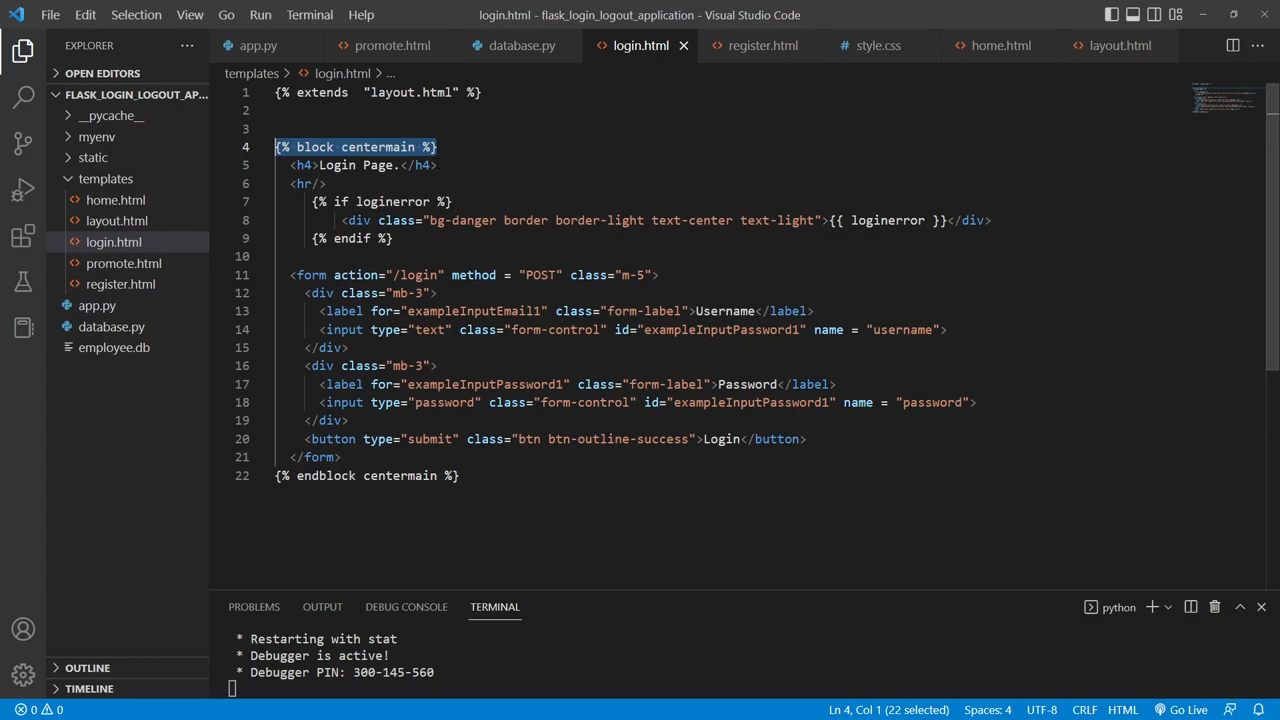 File Edit Selection View Go Run Terminal Help login.html - flask_login_logout_application - Visual Studio Code
EXPLORER
OPEN EDITORS
FLASK_LOGIN_LOGOUT_AP...
__pycache__
myenv
static
templates
home.html
layout.html
login.html
promote.html
register.html
app.py
database.py
employee.db
OUTLINE
TIMELINE
app.py promote.html database.py login.html register.html style.css home.html layout.html
templates login.html ...
1 {% extends "layout.html" %}
2
3
4 {% block centermain %}
5 <h4>Login Page.</h4>
6 <hr/>
7 {% if loginerror %}
8 <div class="bg-danger border border-light text-center text-light">{{ loginerror }}</div>
9 {% endif %}
10
11 <form action="/login" method = "POST" class="m-5">
12 <div class="mb-3">
13 <label for="exampleInputEmail1" class="form-label">Username</label>
14 <input type="text" class="form-control" id="exampleInputPassword1" name = "username">
15 </div>
16 <div class="mb-3">
17 <label for="exampleInputPassword1" class="form-label">Password</label>
18 <input type="password" class="form-control" id="exampleInputPassword1" name = "password">
19 </div>
20 <button type="submit" class="btn btn-outline-success">Login</button>
21 </form>
22 {% endblock centermain %}
PROBLEMS OUTPUT DEBUG CONSOLE TERMINAL python
* Restarting with stat
* Debugger is active!
* Debugger PIN: 300-145-560
0 0 Ln 4, Col 1 (22 selected) Spaces: 4 UTF-8 CRLF HTML Go Live